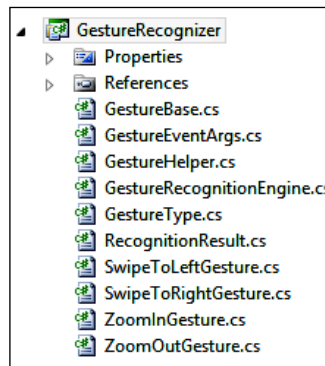 GestureRecognizer
Properties
References
GestureBase.cs
GestureEventArgs.cs
GestureHelper.cs
GestureRecognitionEngine.cs
GestureType.cs
RecognitionResult.cs
SwipeToLeftGesture.cs
SwipeToRightGesture.cs
ZoomInGesture.cs
ZoomOutGesture.cs